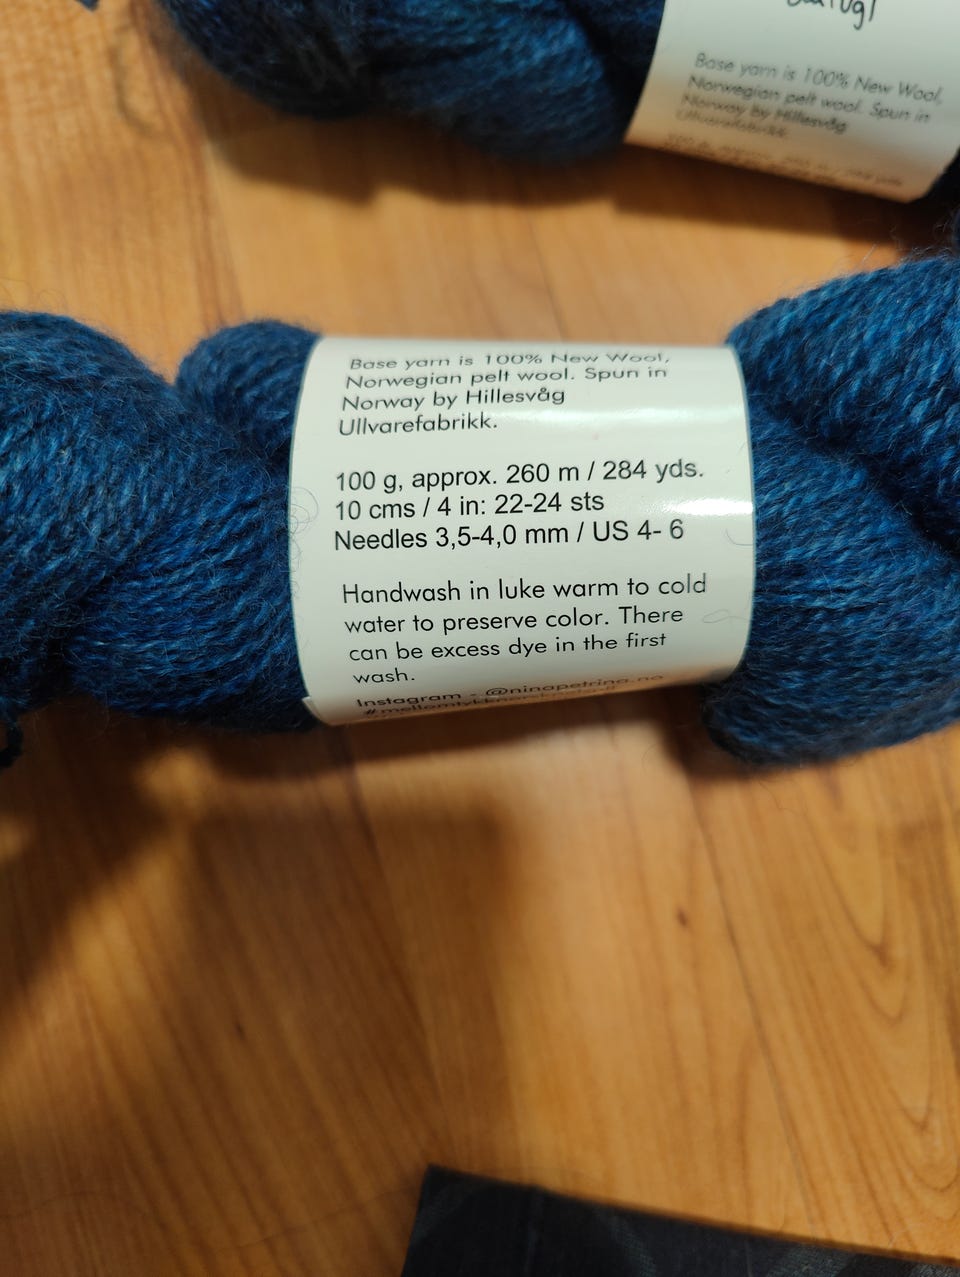 Base yarn is 100% New Wool,
Norwegian pelt wool. Spun in
Norway by Hillesvåg
Ullvarefabrikk.
Base yarn is 100% New Wool,
Norwegian pelt wool. Spun in
Norway by Hillesvåg
Ullvarefabrikk.
100 g, approx. 260 m / 284 yds.
10 cms / 4 in: 22-24 sts
Needles 3,5-4,0 mm / US 4- 6
Handwash in luke warm to cold
water to preserve color. There
can be excess dye in the first
wash.
Instagram - @ninapetrina.no